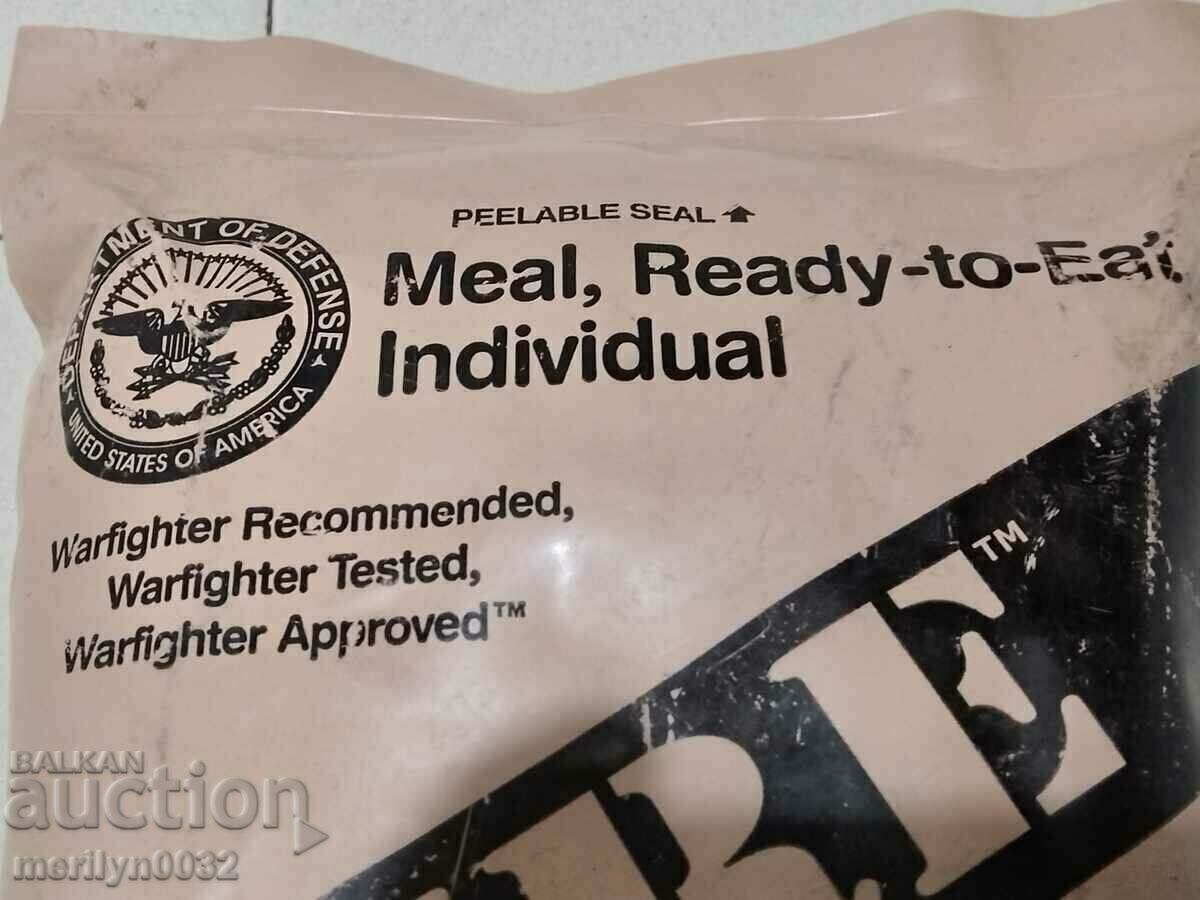 PEELABLE SEAL
DEPARTMENT OF DEFENSE
UNITED STATES OF AMERICA
Meal, Ready-to-Eat,
Individual
Warfighter Recommended,
Warfighter Tested,
Warfighter Approved™
RE™
BALKAN
auction
merilyn0032